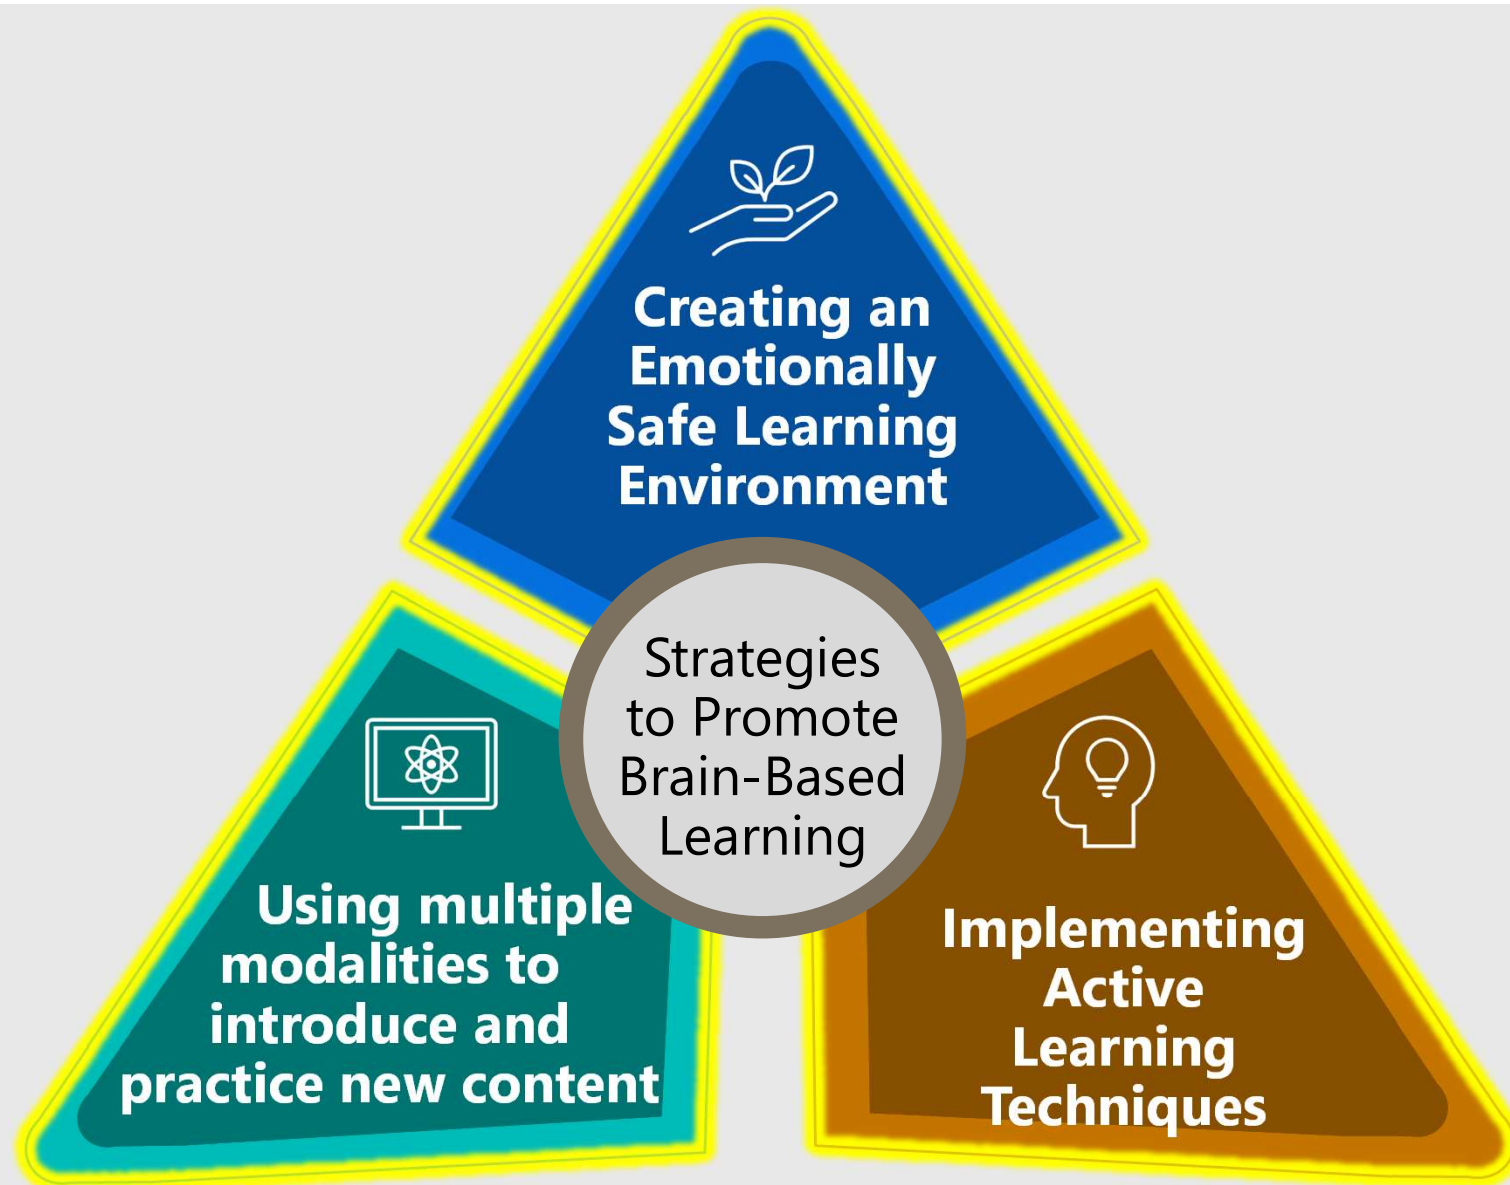 Creating an
Emotionally
Safe Learning
Environment
Strategies
to Promote
Brain-Based
Learning
Using multiple
modalities to
introduce and
practice new content
Implementing
Active
Learning
Techniques